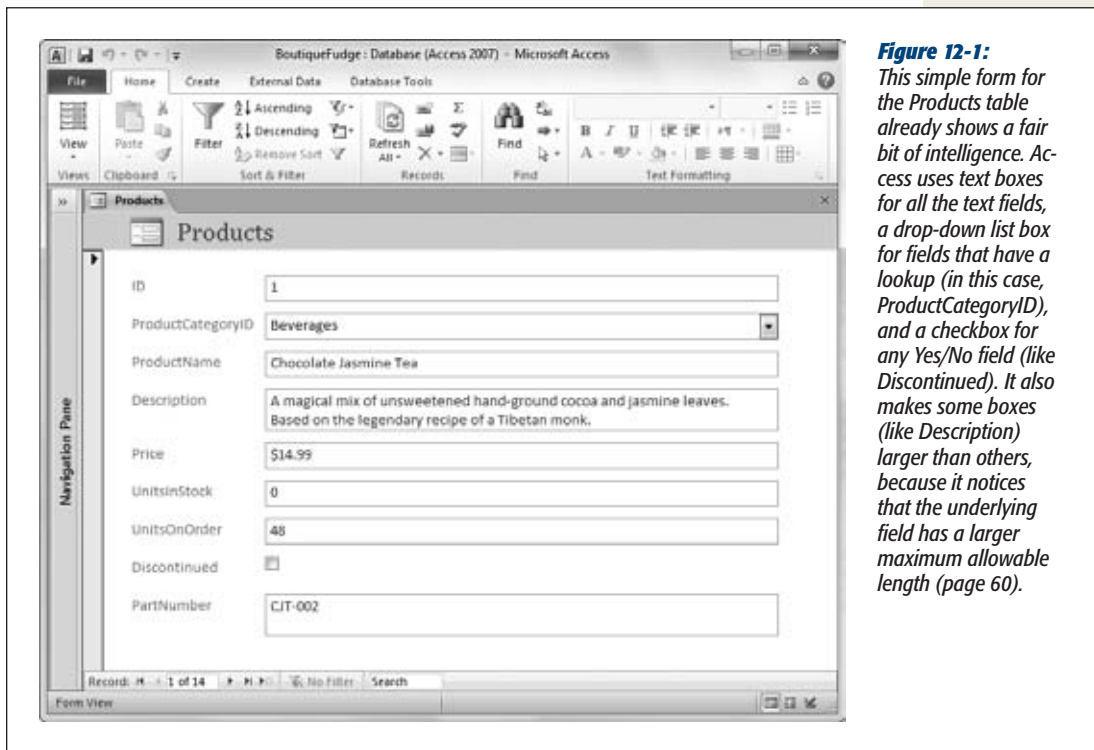 BoutiqueFudge : Database (Access 2007) - Microsoft Access
File Home Create External Data Database Tools
View
Paste
Filter
Ascending
Descending
Remove Sort
Refresh All
Find
B I U
A
Views Clipboard Sort & Filter Records Find Text Formatting
Products
Products
Navigation Pane
ID 1
ProductCategoryID Beverages
ProductName Chocolate Jasmine Tea
Description A magical mix of unsweetened hand-ground cocoa and jasmine leaves.
Based on the legendary recipe of a Tibetan monk.
Price $14.99
UnitsInStock 0
UnitsOnOrder 48
Discontinued
PartNumber CJT-002
Record: 1 of 14 No Filter Search
Form View
Figure 12-1:
This simple form for
the Products table
already shows a fair
bit of intelligence. Ac-
cess uses text boxes
for all the text fields,
a drop-down list box
for fields that have a
lookup (in this case,
ProductCategoryID),
and a checkbox for
any Yes/No field (like
Discontinued). It also
makes some boxes
(like Description)
larger than others,
because it notices
that the underlying
field has a larger
maximum allowable
length (page 60).